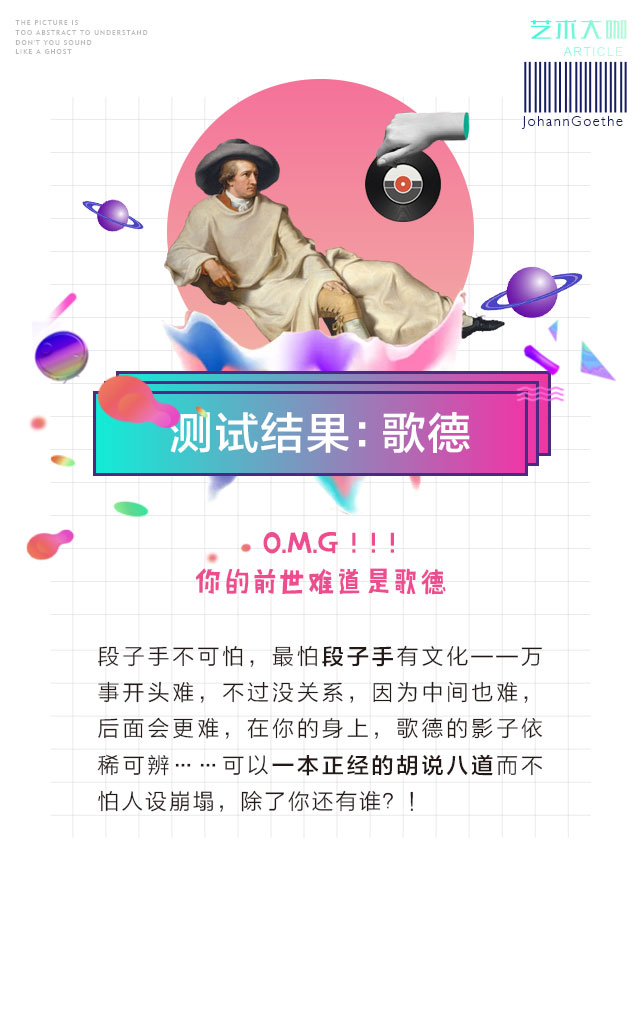 THE PICTURE IS
TOO ABSTRACT TO UNDERSTAND
DON'T YOU SOUND
LIKE A GHOST
艺术大咖
ARTICLE
JohannGoethe
测试结果：歌德
O.M.G！！！
你的前世难道是歌德
段子手不可怕，最怕段子手有文化——万
事开头难，不过没关系，因为中间也难，
后面会更难，在你的身上，歌德的影子依
稀可辨……可以一本正经的胡说八道而不
怕人设崩塌，除了你还有谁？！